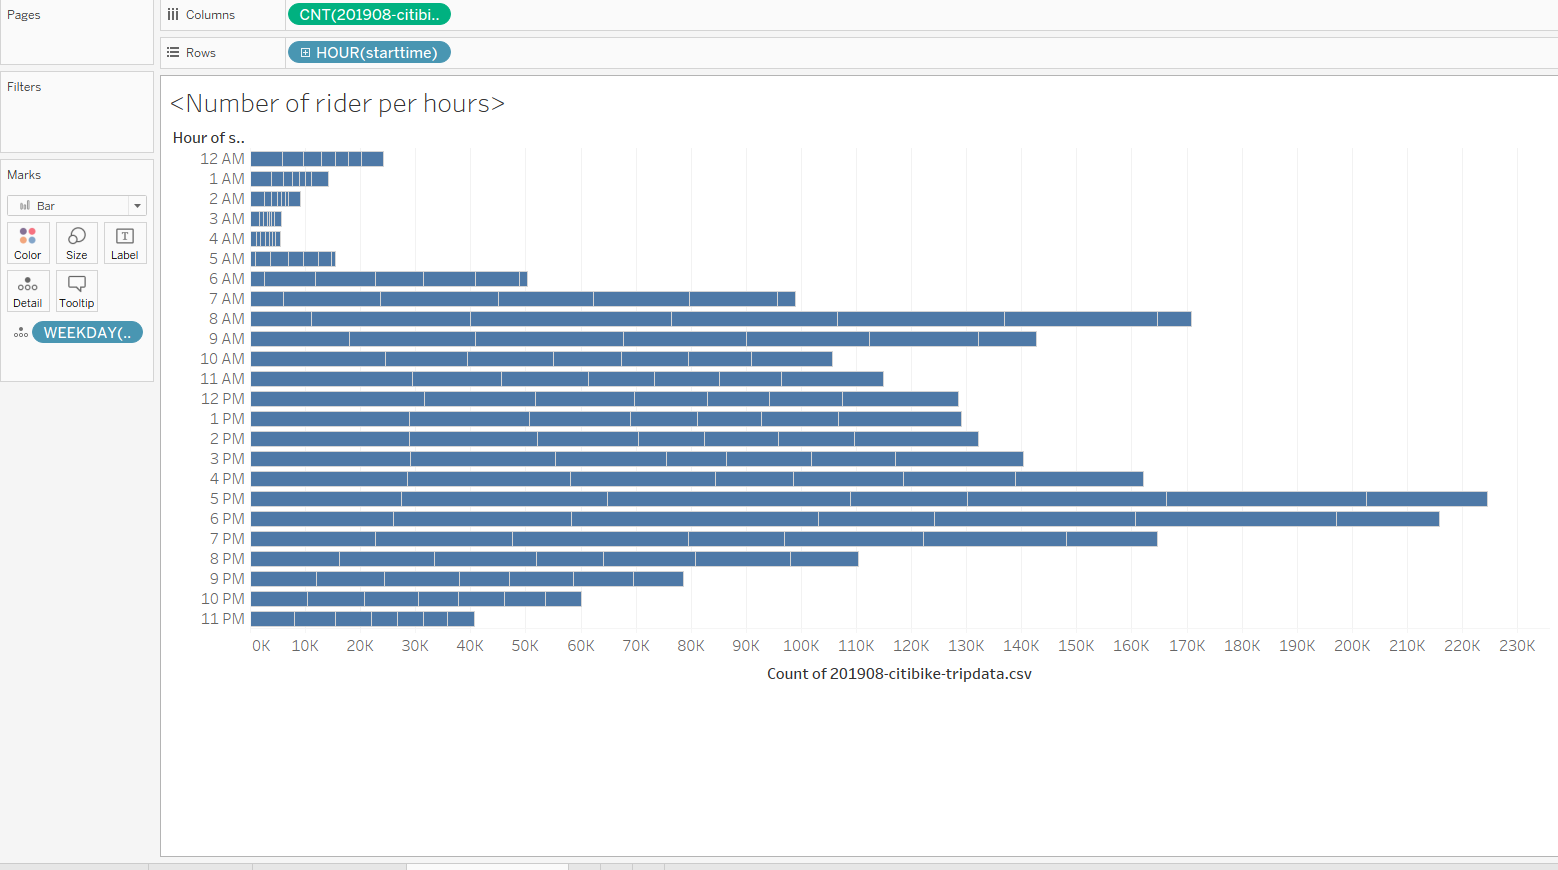 Pages
Columns
CNT(201908-citibi..
Rows
HOUR(starttime)
Filters
<Number of rider per hours>
Hour of s..
Marks
Bar
Color
Size
Label
Detail
Tooltip
WEEKDAY(..
12 AM
1 AM
2 AM
3 AM
4 AM
5 AM
6 AM
7 AM
8 AM
9 AM
10 AM
11 AM
12 PM
1 PM
2 PM
3 PM
4 PM
5 PM
6 PM
7 PM
8 PM
9 PM
10 PM
11 PM
0K 10K 20K 30K 40K 50K 60K 70K 80K 90K 100K 110K 120K 130K 140K 150K 160K 170K 180K 190K 200K 210K 220K 230K
Count of 201908-citibike-tripdata.csv